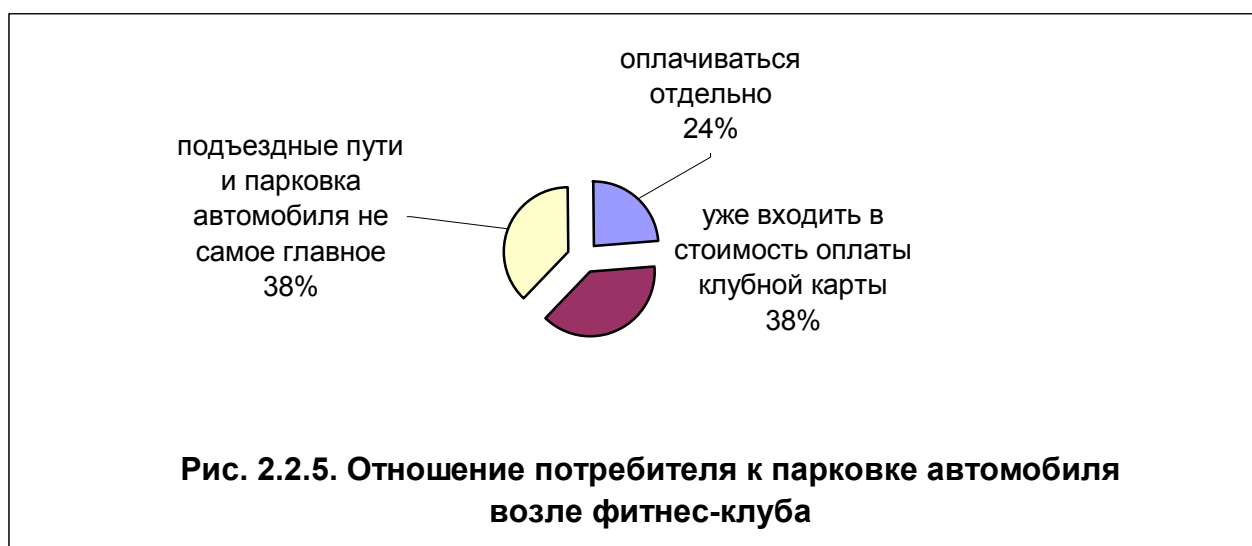 оплачиваться
отдельно
24%
подъездные пути
и парковка
автомобиля не
самое главное
38%
уже входить в
стоимость оплаты
клубной карты
38%
Рис. 2.2.5. Отношение потребителя к парковке автомобиля
возле фитнес-клуба